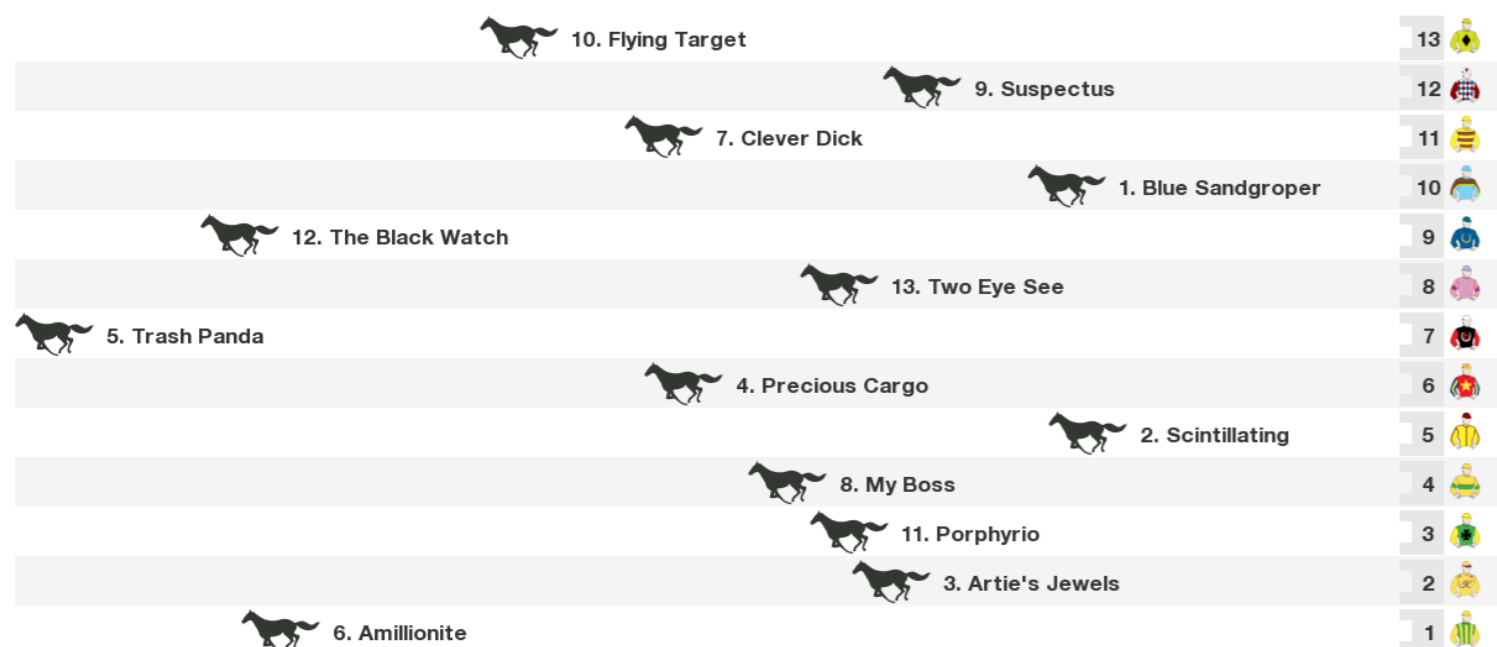 10. Flying Target 13
9. Suspectus 12
7. Clever Dick 11
1. Blue Sandgroper 10
12. The Black Watch 9
13. Two Eye See 8
5. Trash Panda 7
4. Precious Cargo 6
2. Scintillating 5
8. My Boss 4
11. Porphyrio 3
3. Artie's Jewels 2
6. Amillionite 1